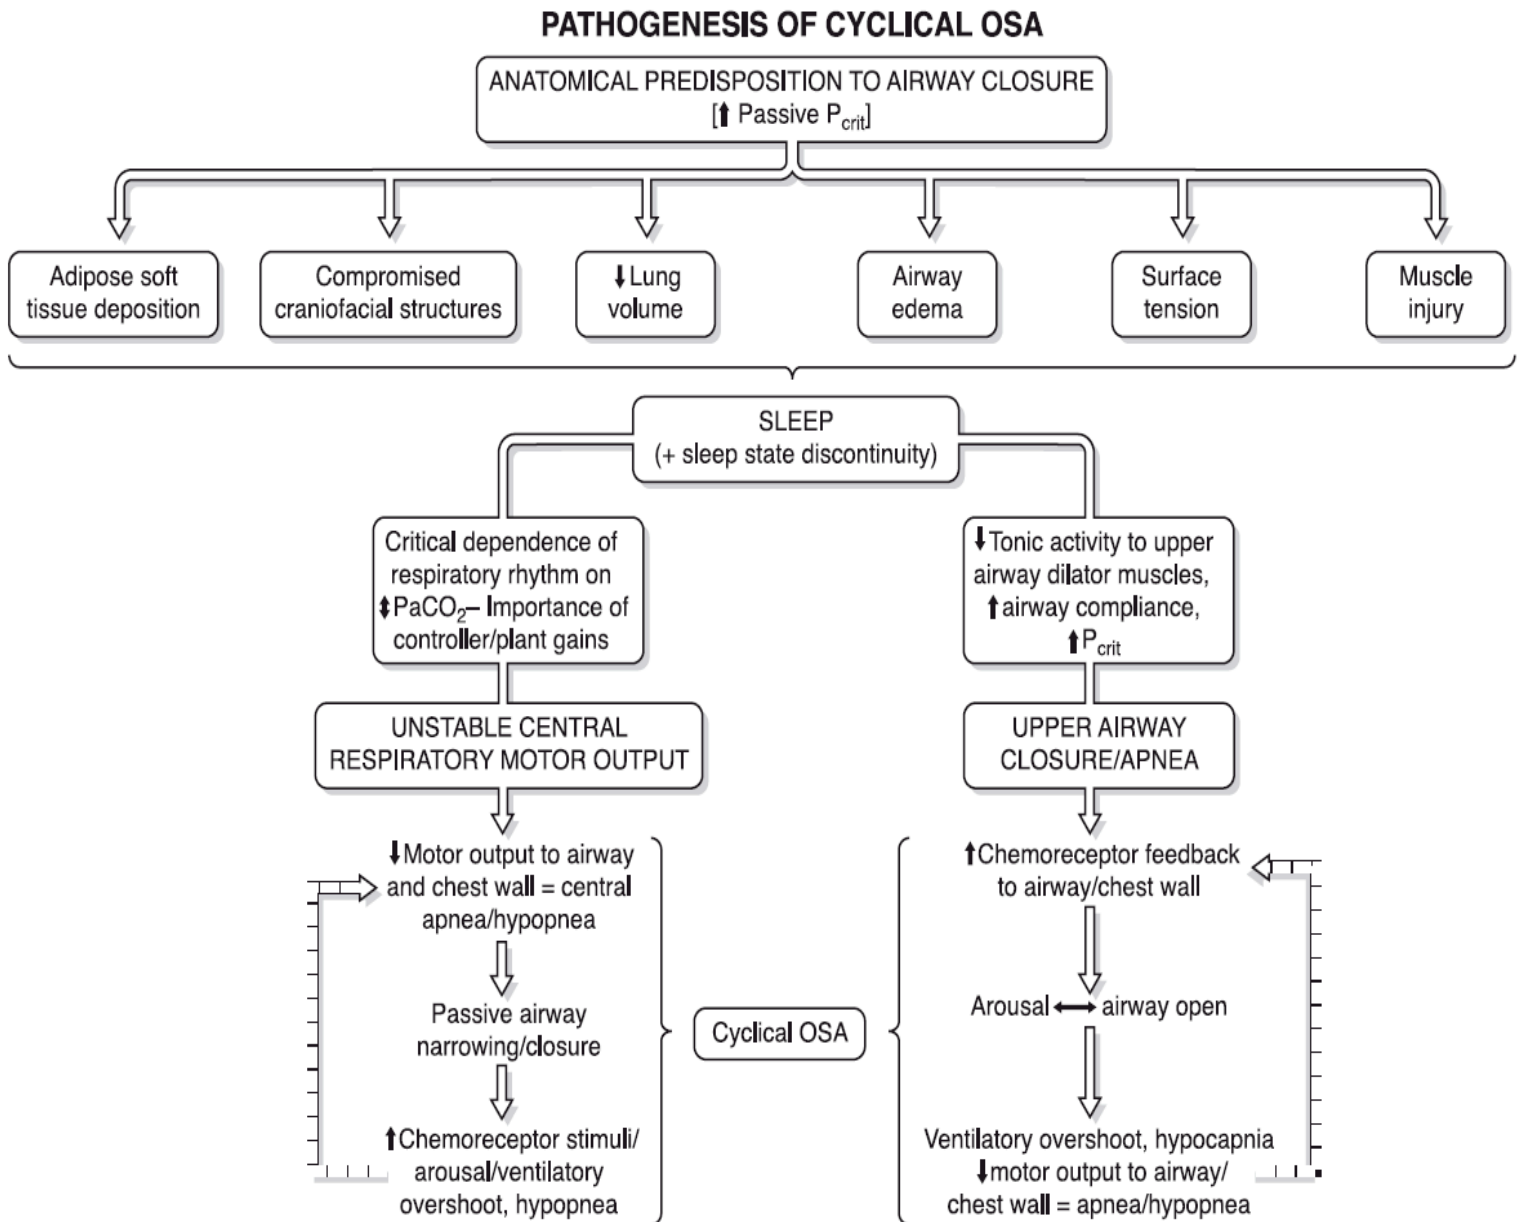 PATHOGENESIS OF CYCLICAL OSA
ANATOMICAL PREDISPOSITION TO AIRWAY CLOSURE
[⬆ Passive Pcrit]
Adipose soft
tissue deposition
Compromised
craniofacial structures
⬇Lung
volume
Airway
edema
Surface
tension
Muscle
injury
SLEEP
(+ sleep state discontinuity)
Critical dependence of
respiratory rhythm on
⬍PaCO2– Importance of
controller/plant gains
⬇Tonic activity to upper
airway dilator muscles,
⬆airway compliance,
⬆Pcrit
UNSTABLE CENTRAL
RESPIRATORY MOTOR OUTPUT
UPPER AIRWAY
CLOSURE/APNEA
⬇Motor output to airway
and chest wall = central
apnea/hypopnea
Passive airway
narrowing/closure
⬆Chemoreceptor stimuli/
arousal/ventilatory
overshoot, hypopnea
Cyclical OSA
⬆Chemoreceptor feedback
to airway/chest wall
Arousal ⟷ airway open
Ventilatory overshoot, hypocapnia
⬇motor output to airway/
chest wall = apnea/hypopnea